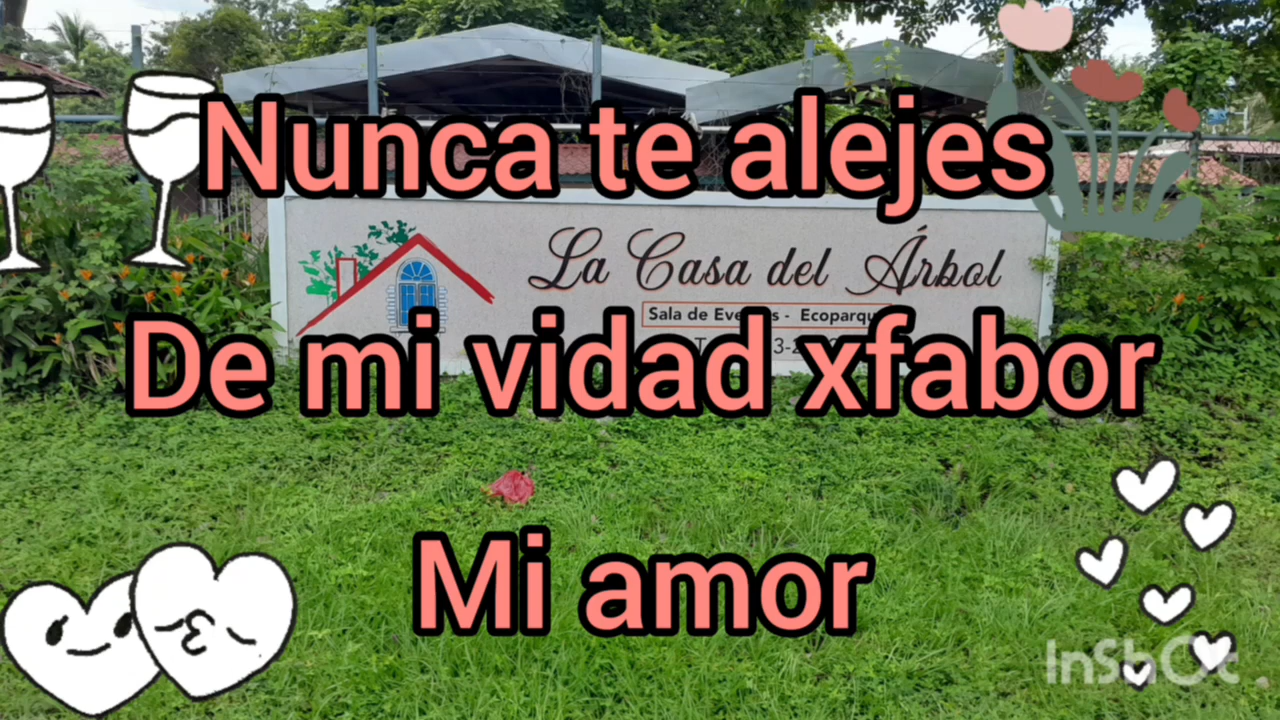 Nunca te alejes
La Casa del Árbol
De mi vidad xfabor
Mi amor
InShOt